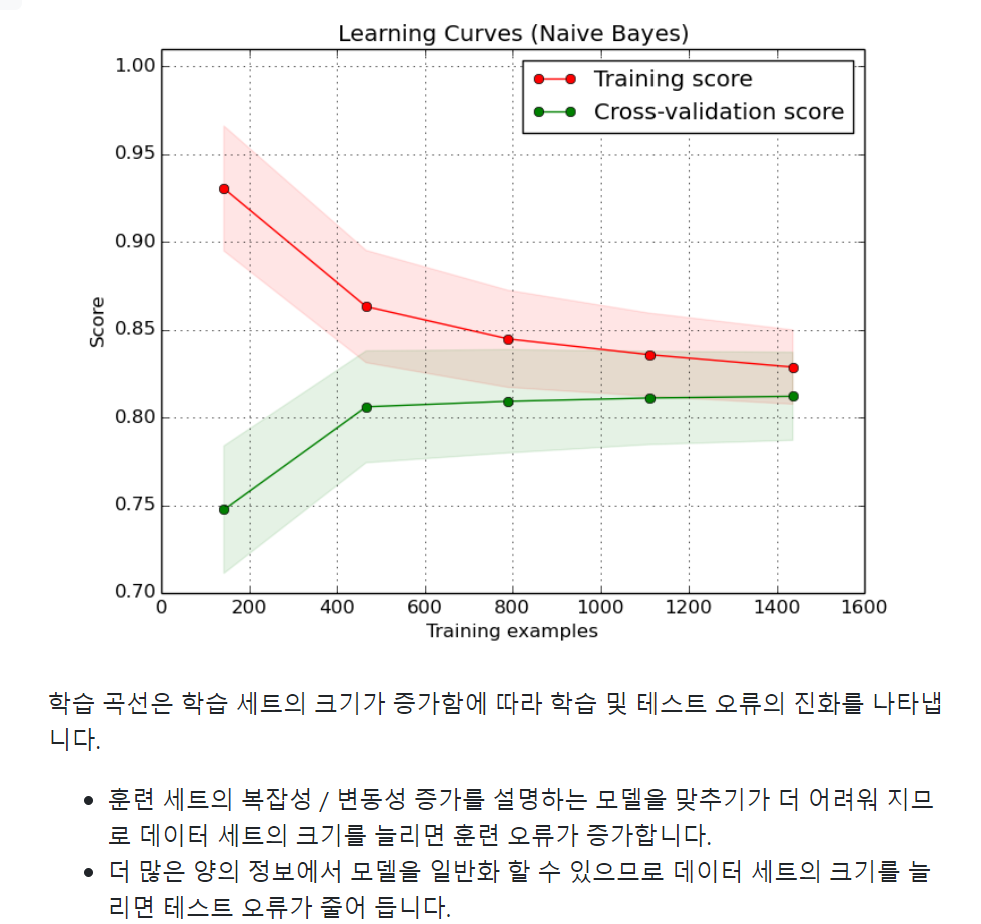 Learning Curves (Naive Bayes)
1.00
Training score
Cross-validation score
0.95
0.90
0.85
Score
0.80
0.75
0.70
0 200 400 600 800 1000 1200 1400 1600
Training examples
학습 곡선은 학습 세트의 크기가 증가함에 따라 학습 및 테스트 오류의 진화를 나타냅
니다.
훈련 세트의 복잡성 / 변동성 증가를 설명하는 모델을 맞추기가 더 어려워 지므
로 데이터 세트의 크기를 늘리면 훈련 오류가 증가합니다.
더 많은 양의 정보에서 모델을 일반화 할 수 있으므로 데이터 세트의 크기를 늘
리면 테스트 오류가 줄어 듭니다.